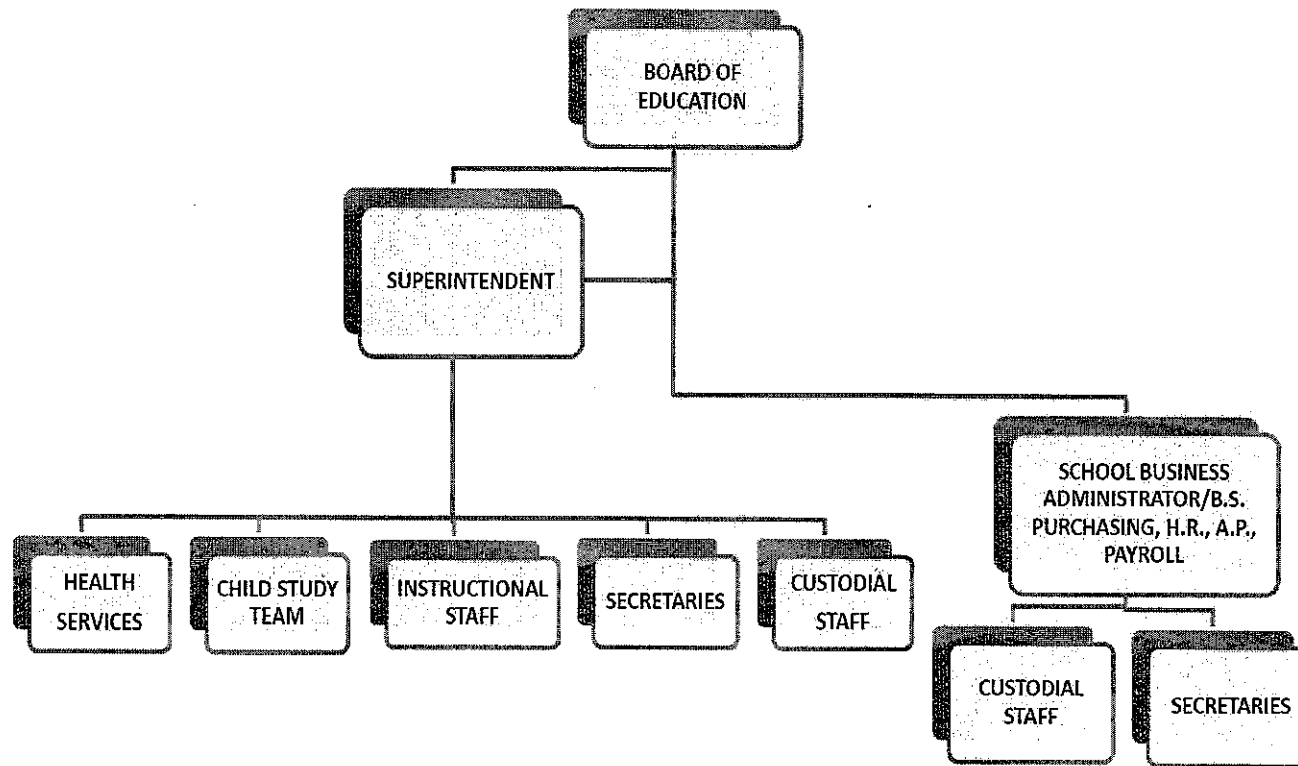 BOARD OF
EDUCATION
SUPERINTENDENT
SCHOOL BUSINESS
ADMINISTRATOR/B.S.
PURCHASING, H.R., A.P.,
PAYROLL
HEALTH
SERVICES
CHILD STUDY
TEAM
INSTRUCTIONAL
STAFF
SECRETARIES
CUSTODIAL
STAFF
CUSTODIAL
STAFF
SECRETARIES